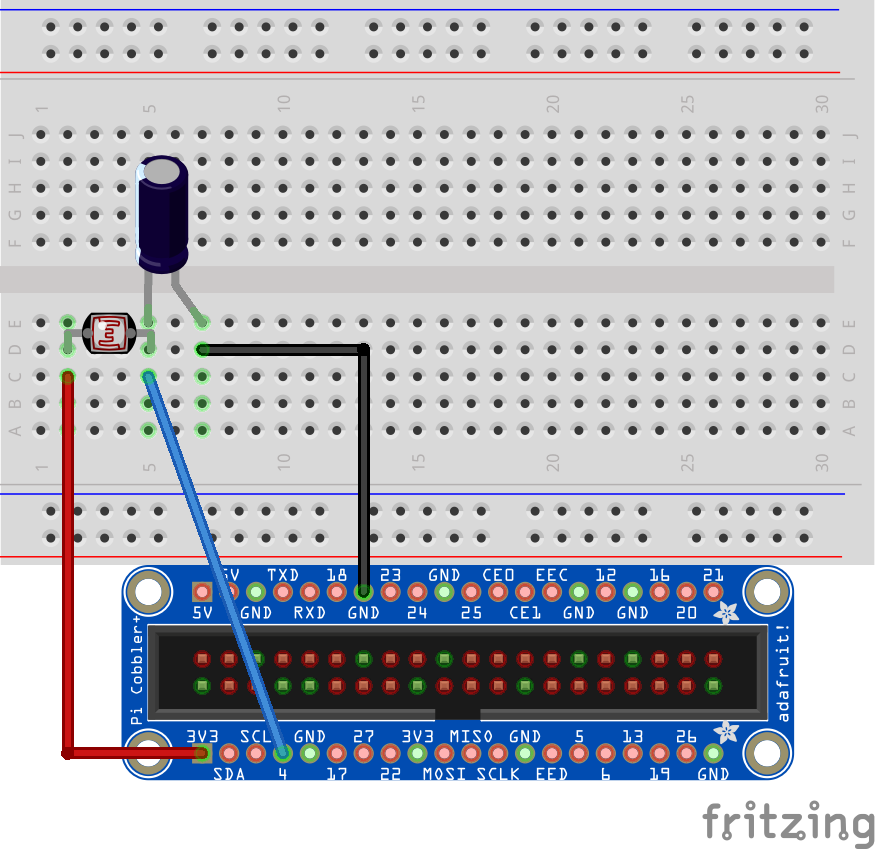 1 5 10 15 20 25 30
J J
I I
H H
G G
F F
E E
D D
C C
B B
A A
1 5 10 15 20 25 30
TXD 18 23 GND CE0 EEC 12 16 21
5V GND RXD GND 24 25 CE1 GND GND 20
Pi Cobbler+
adafruit!
3V3 SCL GND 27 3V3 MISO GND 5 13 26
SDA 4 17 22 MOSI SCLK EED 6 19 GND
fritzing